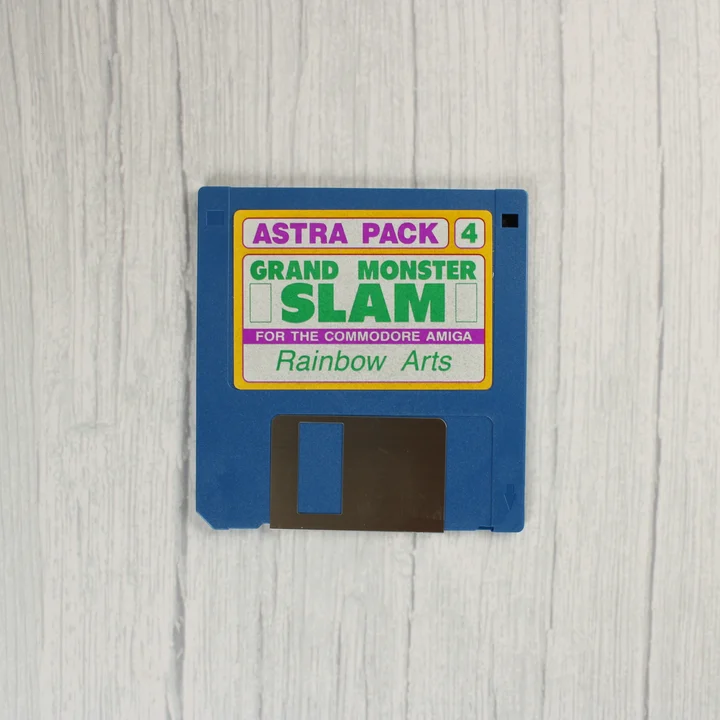 ASTRA PACK 4
GRAND MONSTER
SLAM
FOR THE COMMODORE AMIGA
Rainbow Arts